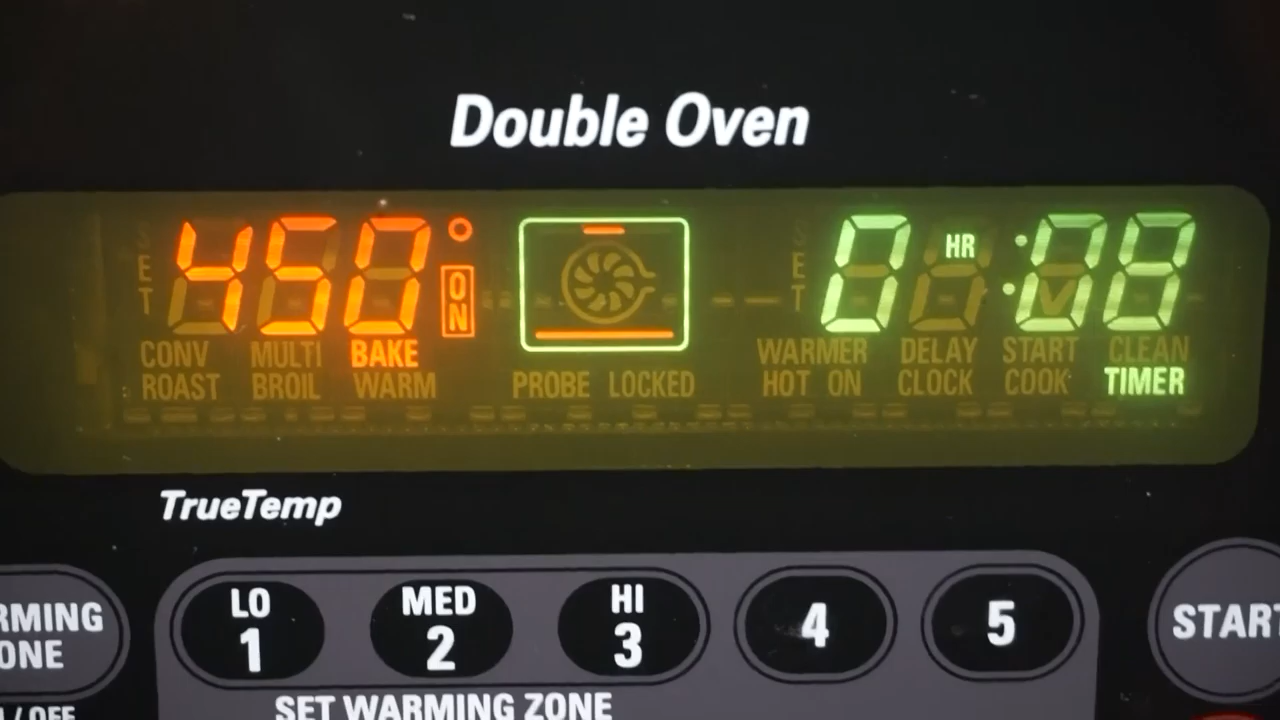 Double Oven
450° ON 0 HR :08
SET SET
CONV MULTI BAKE WARMER DELAY START CLEAN
ROAST BROIL WARM PROBE LOCKED HOT ON CLOCK COOK TIMER
TrueTemp
LO MED HI
1 2 3 4 5
RMING
ONE
START
SET WARMING ZONE
N / OFF